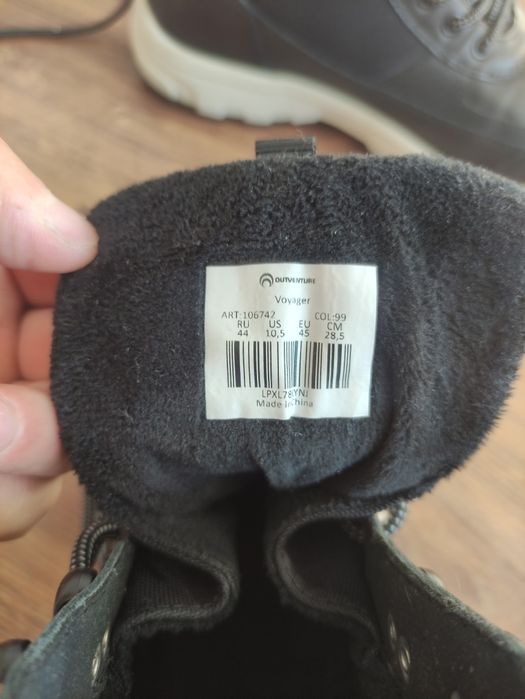 OUTVENTURE
Voyager
ART:106742 COL:99
RU US EU CM
44 10,5 45 28,5
Made in China